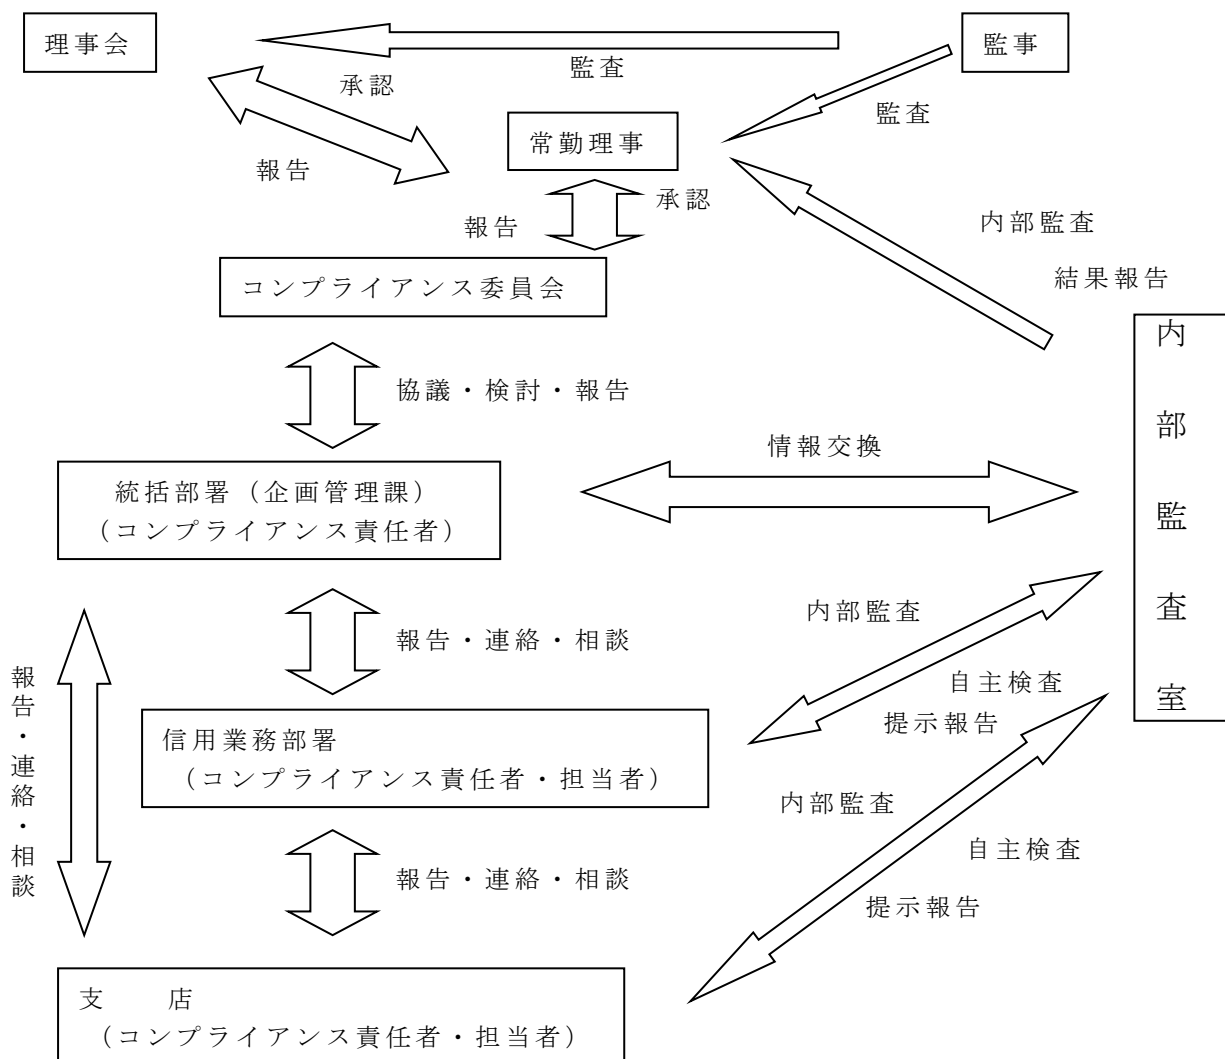 理事会
監事
監査
承認
監査
常勤理事
報告
承認
報告
内部監査
結果報告
コンプライアンス委員会
内部監査室
協議・検討・報告
情報交換
統括部署（企画管理課）
（コンプライアンス責任者）
内部監査
報告・連絡・相談
報告・連絡・相談
自主検査
提示報告
信用業務部署
（コンプライアンス責任者・担当者）
内部監査
自主検査
報告・連絡・相談
提示報告
支　　店
（コンプライアンス責任者・担当者）